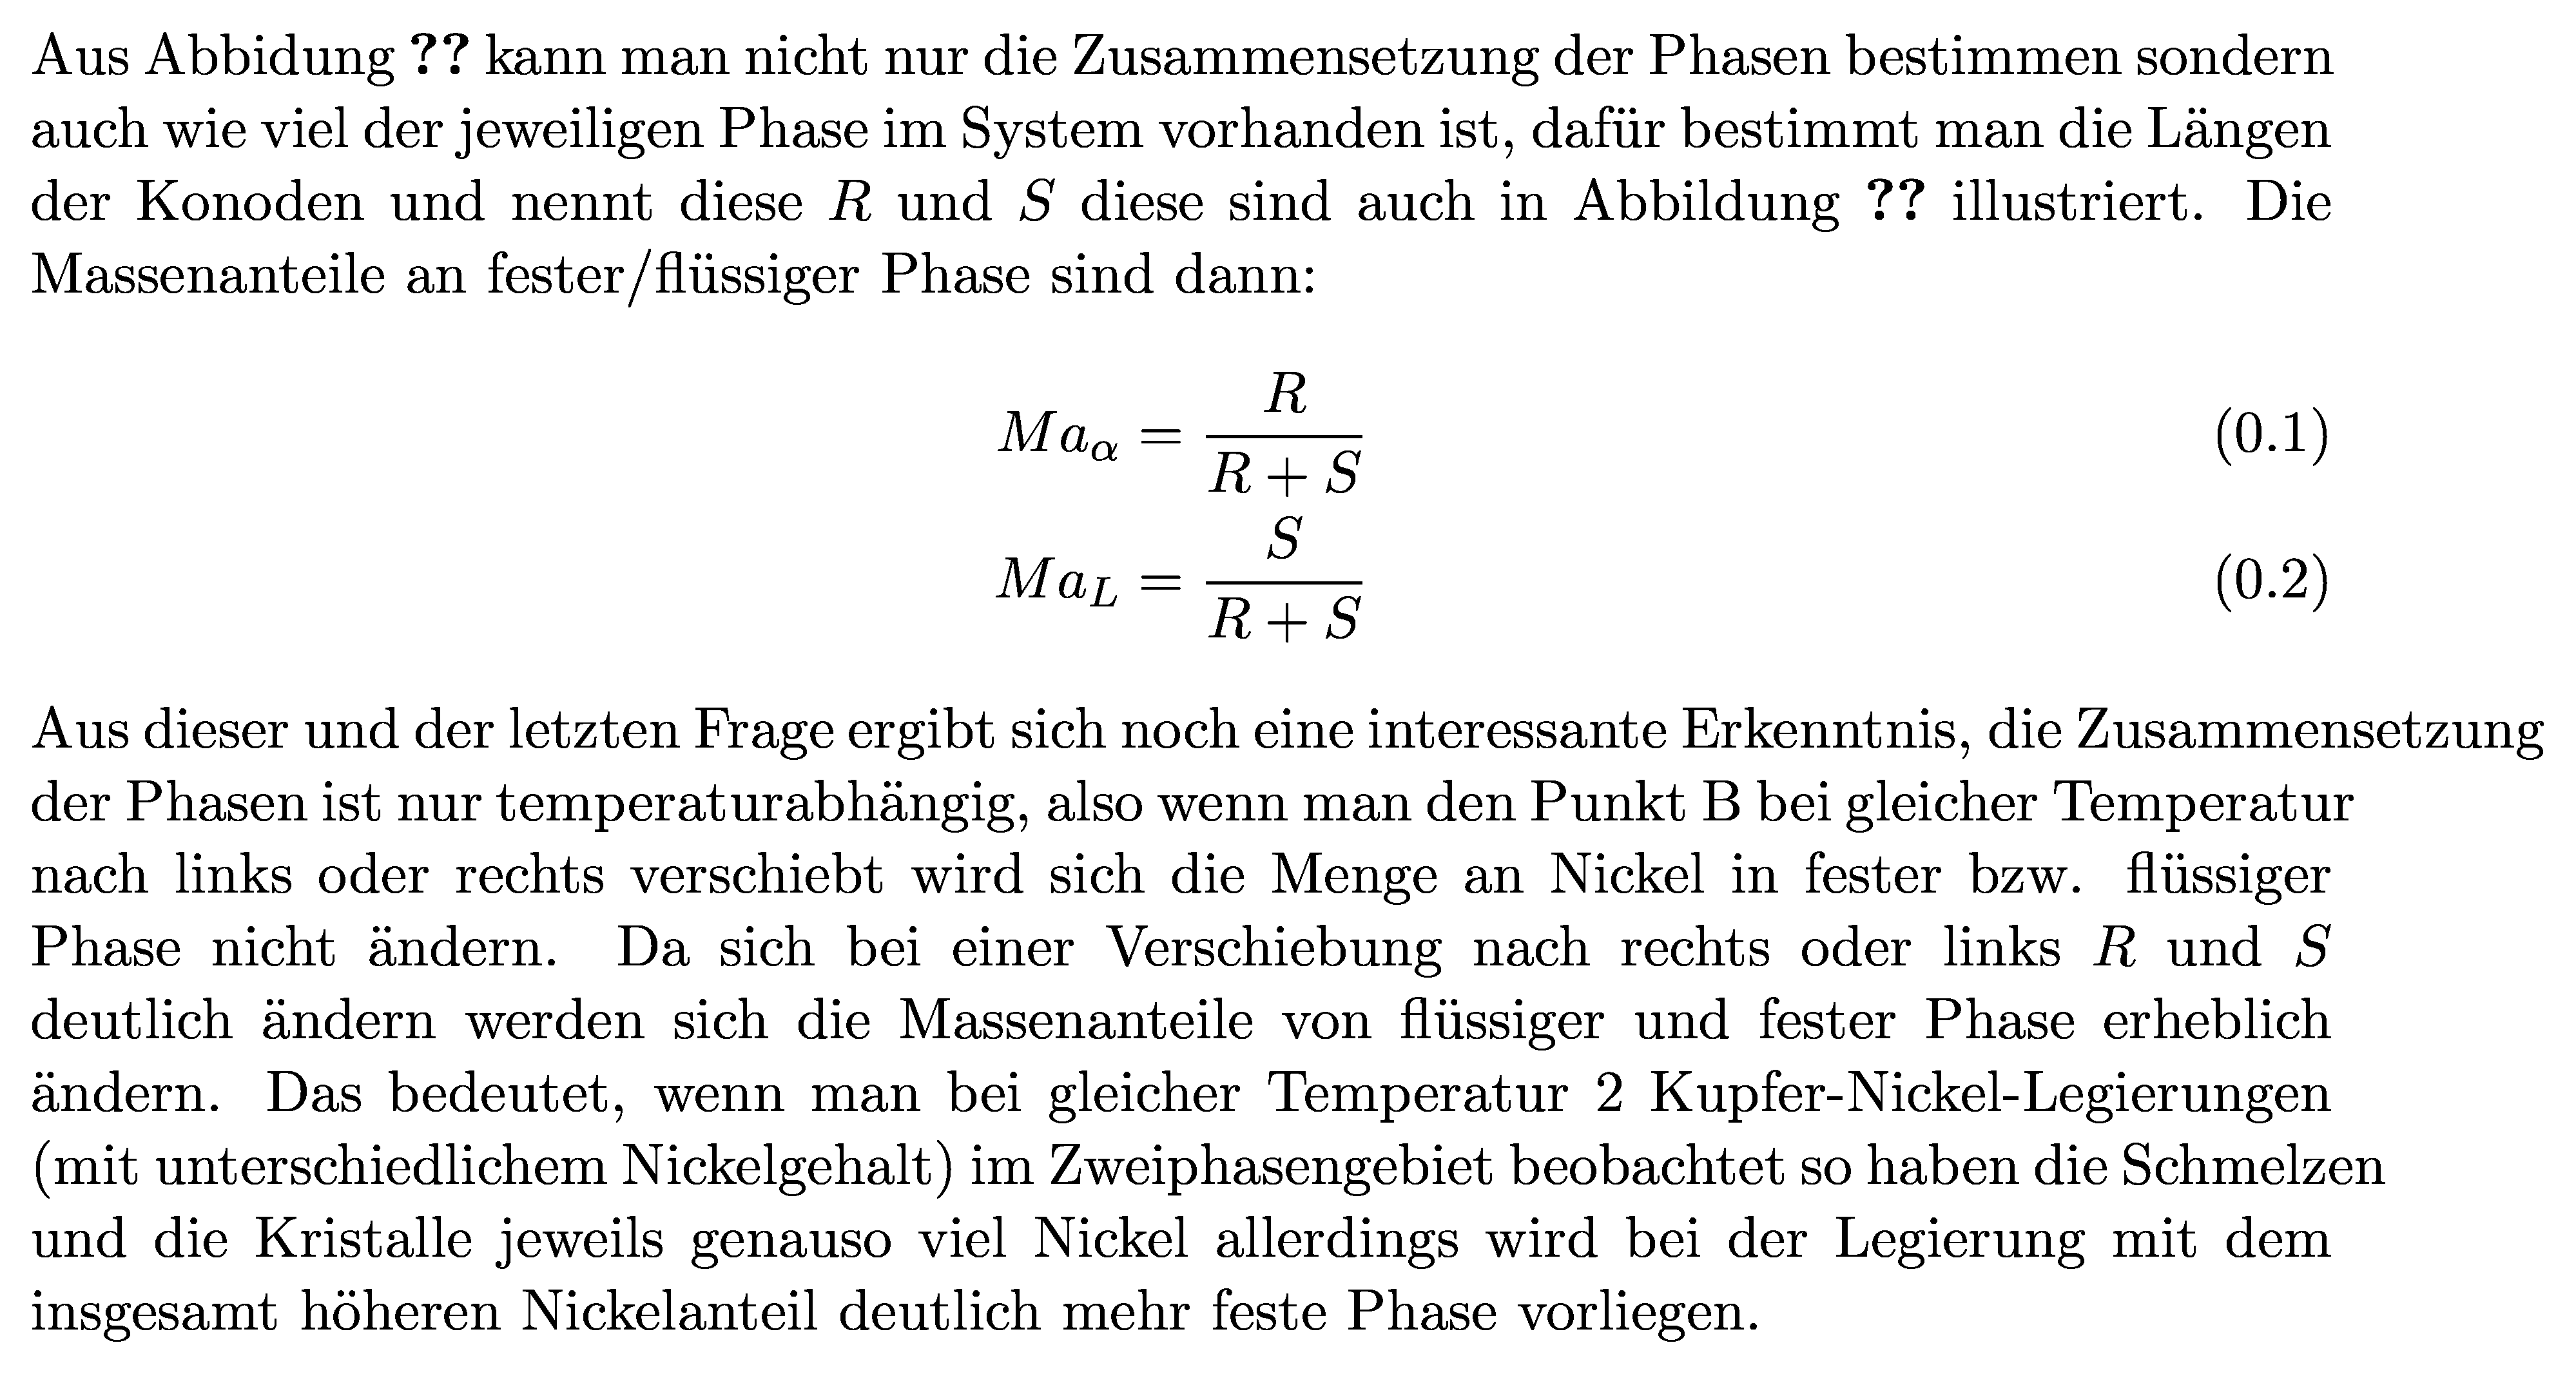 Aus Abbidung ?? kann man nicht nur die Zusammensetzung der Phasen bestimmen sondern
auch wie viel der jeweiligen Phase im System vorhanden ist, dafür bestimmt man die Längen
der Konoden und nennt diese R und S diese sind auch in Abbildung ?? illustriert. Die
Massenanteile an fester/flüssiger Phase sind dann:
Ma_α = R / (R + S) (0.1)
Ma_L = S / (R + S) (0.2)
Aus dieser und der letzten Frage ergibt sich noch eine interessante Erkenntnis, die Zusammensetzung
der Phasen ist nur temperaturabhängig, also wenn man den Punkt B bei gleicher Temperatur
nach links oder rechts verschiebt wird sich die Menge an Nickel in fester bzw. flüssiger
Phase nicht ändern. Da sich bei einer Verschiebung nach rechts oder links R und S
deutlich ändern werden sich die Massenanteile von flüssiger und fester Phase erheblich
ändern. Das bedeutet, wenn man bei gleicher Temperatur 2 Kupfer-Nickel-Legierungen
(mit unterschiedlichem Nickelgehalt) im Zweiphasengebiet beobachtet so haben die Schmelzen
und die Kristalle jeweils genauso viel Nickel allerdings wird bei der Legierung mit dem
insgesamt höheren Nickelanteil deutlich mehr feste Phase vorliegen.